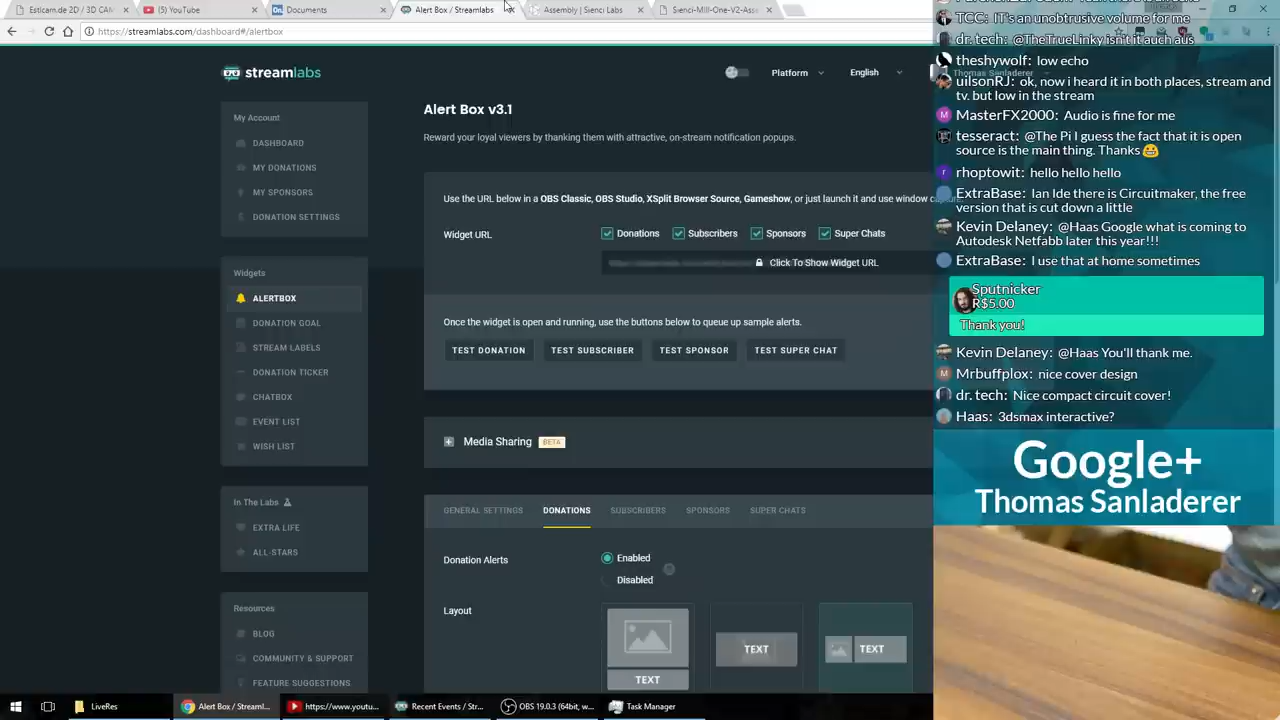 Estlcam.de 2D / 3D CAM
(5) YouTube
Documents
Alert Box / Streamlabs
Assembly | Sienci Labs
Sienci-Mill-One-V2-Asse
https://streamlabs.com/dashboard#/alertbox
streamlabs
Platform
English
Thomas Sanladerer
My Account
DASHBOARD
MY DONATIONS
MY SPONSORS
DONATION SETTINGS
Widgets
ALERTBOX
DONATION GOAL
STREAM LABELS
DONATION TICKER
CHATBOX
EVENT LIST
WISH LIST
In The Labs
EXTRA LIFE
ALL-STARS
Resources
BLOG
COMMUNITY & SUPPORT
FEATURE SUGGESTIONS
Alert Box v3.1
Reward your loyal viewers by thanking them with attractive, on-stream notification popups.
Use the URL below in a OBS Classic, OBS Studio, XSplit Browser Source, Gameshow, or just launch it and use window
Widget URL
Donations
Subscribers
Sponsors
Super Chats
Click To Show Widget URL
Once the widget is open and running, use the buttons below to queue up sample alerts.
TEST DONATION
TEST SUBSCRIBER
TEST SPONSOR
TEST SUPER CHAT
Media Sharing BETA
GENERAL SETTINGS
DONATIONS
SUBSCRIBERS
SPONSORS
SUPER CHATS
Donation Alerts
Enabled
Disabled
Layout
TEXT
TEXT
TEXT
TCC: IT's an unobtrusive volume for me
dr. tech: @TheTrueLinky isn't it auch aus
theshywolf: low echo
uilsonRJ: ok, now i heard it in both places, stream and
tv. but low in the stream
MasterFX2000: Audio is fine for me
tesseract: @The Pi I guess the fact that it is open
source is the main thing. Thanks 😁
rhoptowit: hello hello hello
ExtraBase: Ian Ide there is Circuitmaker, the free
version that is cut down a little
Kevin Delaney: @Haas Google what is coming to
Autodesk Netfabb later this year!!!
ExtraBase: I use that at home sometimes
Sputnicker
R$5.00
Thank you!
Kevin Delaney: @Haas You'll thank me.
Mrbuffplox: nice cover design
dr. tech: Nice compact circuit cover!
Haas: 3dsmax interactive?
Google+
Thomas Sanladerer
LiveRes
Alert Box / Streaml...
https://www.youtu...
Recent Events / Str...
OBS 19.0.3 (64bit, w...
Task Manager